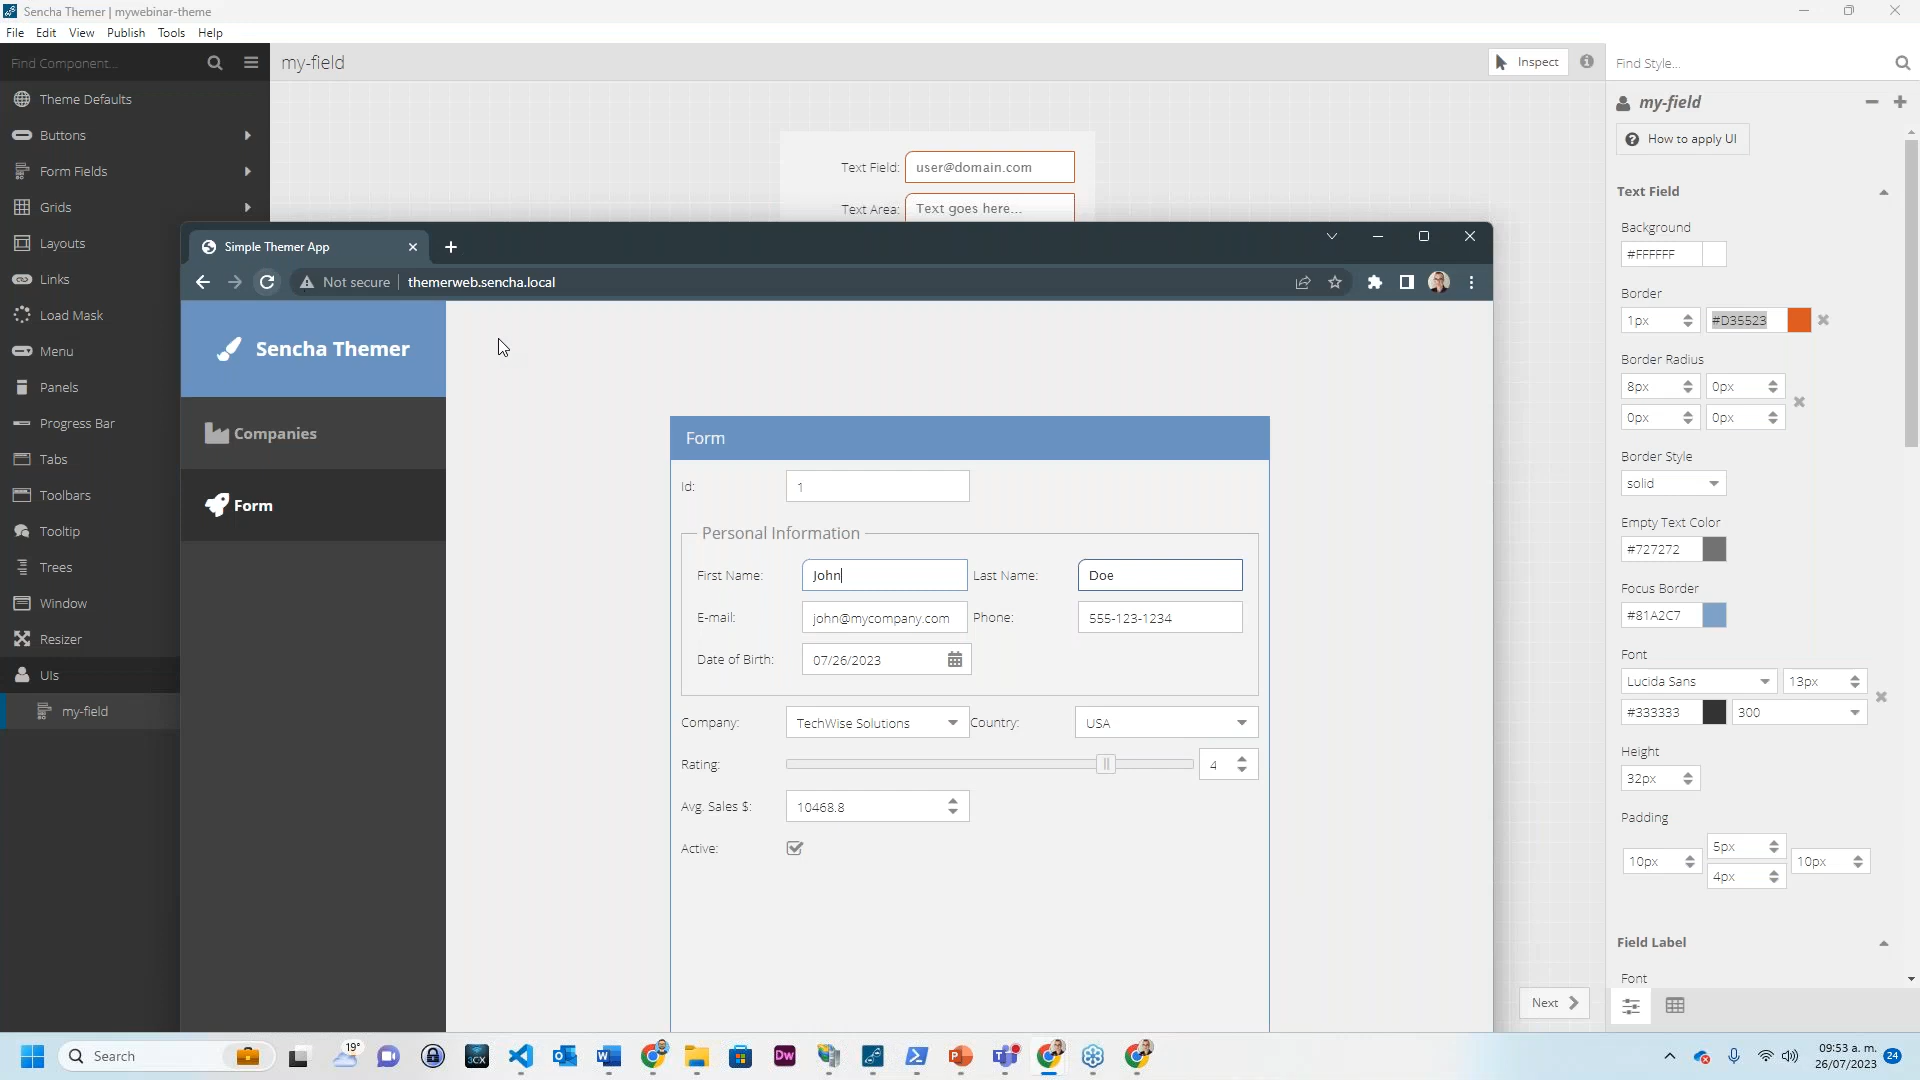 Sencha Themer | mywebinar-theme
File Edit View Publish Tools Help
Find Component...
my-field
Inspect
Find Style...
Theme Defaults
Buttons
Form Fields
Grids
Layouts
Links
Load Mask
Menu
Panels
Progress Bar
Tabs
Toolbars
Tooltip
Trees
Window
Resizer
UIs
my-field
Text Field: user@domain.com
Text Area: Text goes here...
Simple Themer App
Not secure themerweb.sencha.local
Sencha Themer
Companies
Form
Form
Id: 1
Personal Information
First Name: John Last Name: Doe
E-mail: john@mycompany.com Phone: 555-123-1234
Date of Birth: 07/26/2023
Company: TechWise Solutions Country: USA
Rating: 4
Avg. Sales $: 10468.8
Active:
my-field
How to apply UI
Text Field
Background
#FFFFFF
Border
1px #D35523
Border Radius
8px 0px
0px 0px
Border Style
solid
Empty Text Color
#727272
Focus Border
#81A2C7
Font
Lucida Sans 13px
#333333 300
Height
32px
Padding
5px
10px 10px
4px
Field Label
Font
Next
Search
19°
3CX
Dw
09:53 a. m.
26/07/2023
24